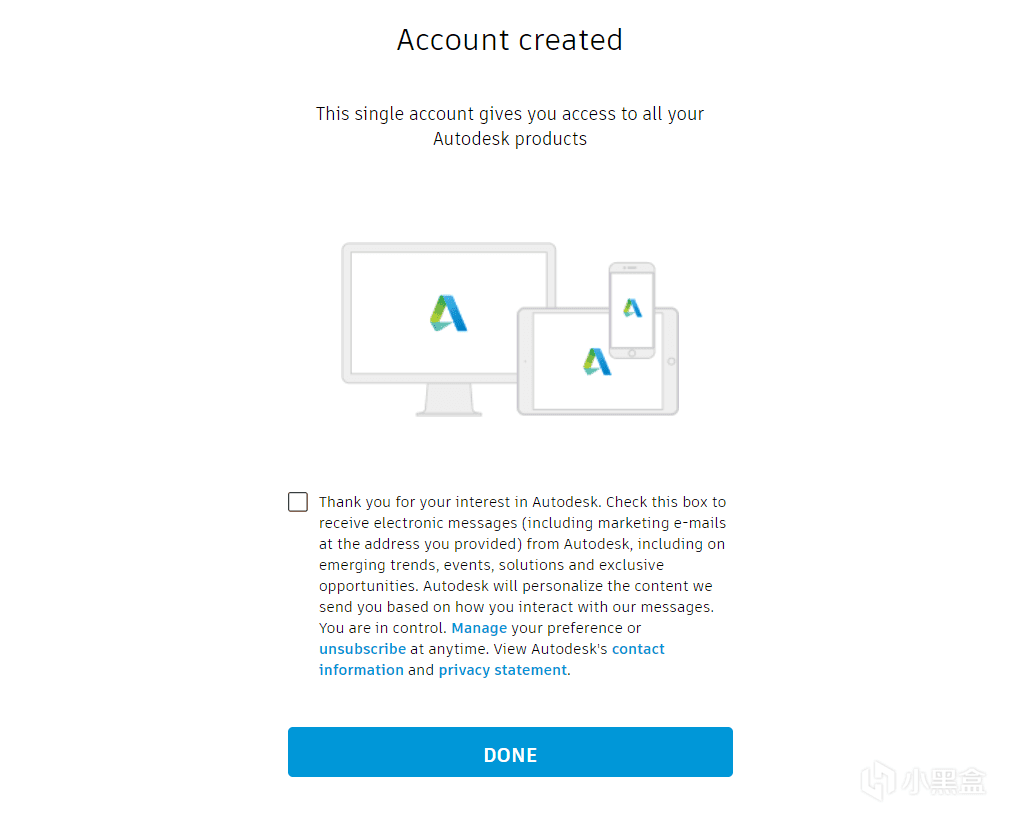 Account created
This single account gives you access to all your
Autodesk products
Thank you for your interest in Autodesk. Check this box to
receive electronic messages (including marketing e-mails
at the address you provided) from Autodesk, including on
emerging trends, events, solutions and exclusive
opportunities. Autodesk will personalize the content we
send you based on how you interact with our messages.
You are in control. Manage your preference or
unsubscribe at anytime. View Autodesk's contact
information and privacy statement.
DONE
小黑盒